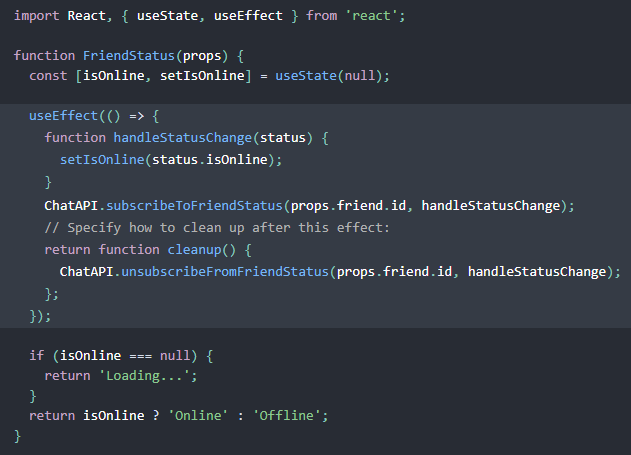 import React, { useState, useEffect } from 'react';
function FriendStatus(props) {
const [isOnline, setIsOnline] = useState(null);
useEffect(() => {
function handleStatusChange(status) {
setIsOnline(status.isOnline);
}
ChatAPI.subscribeToFriendStatus(props.friend.id, handleStatusChange);
// Specify how to clean up after this effect:
return function cleanup() {
ChatAPI.unsubscribeFromFriendStatus(props.friend.id, handleStatusChange);
};
});
if (isOnline === null) {
return 'Loading...';
}
return isOnline ? 'Online' : 'Offline';
}